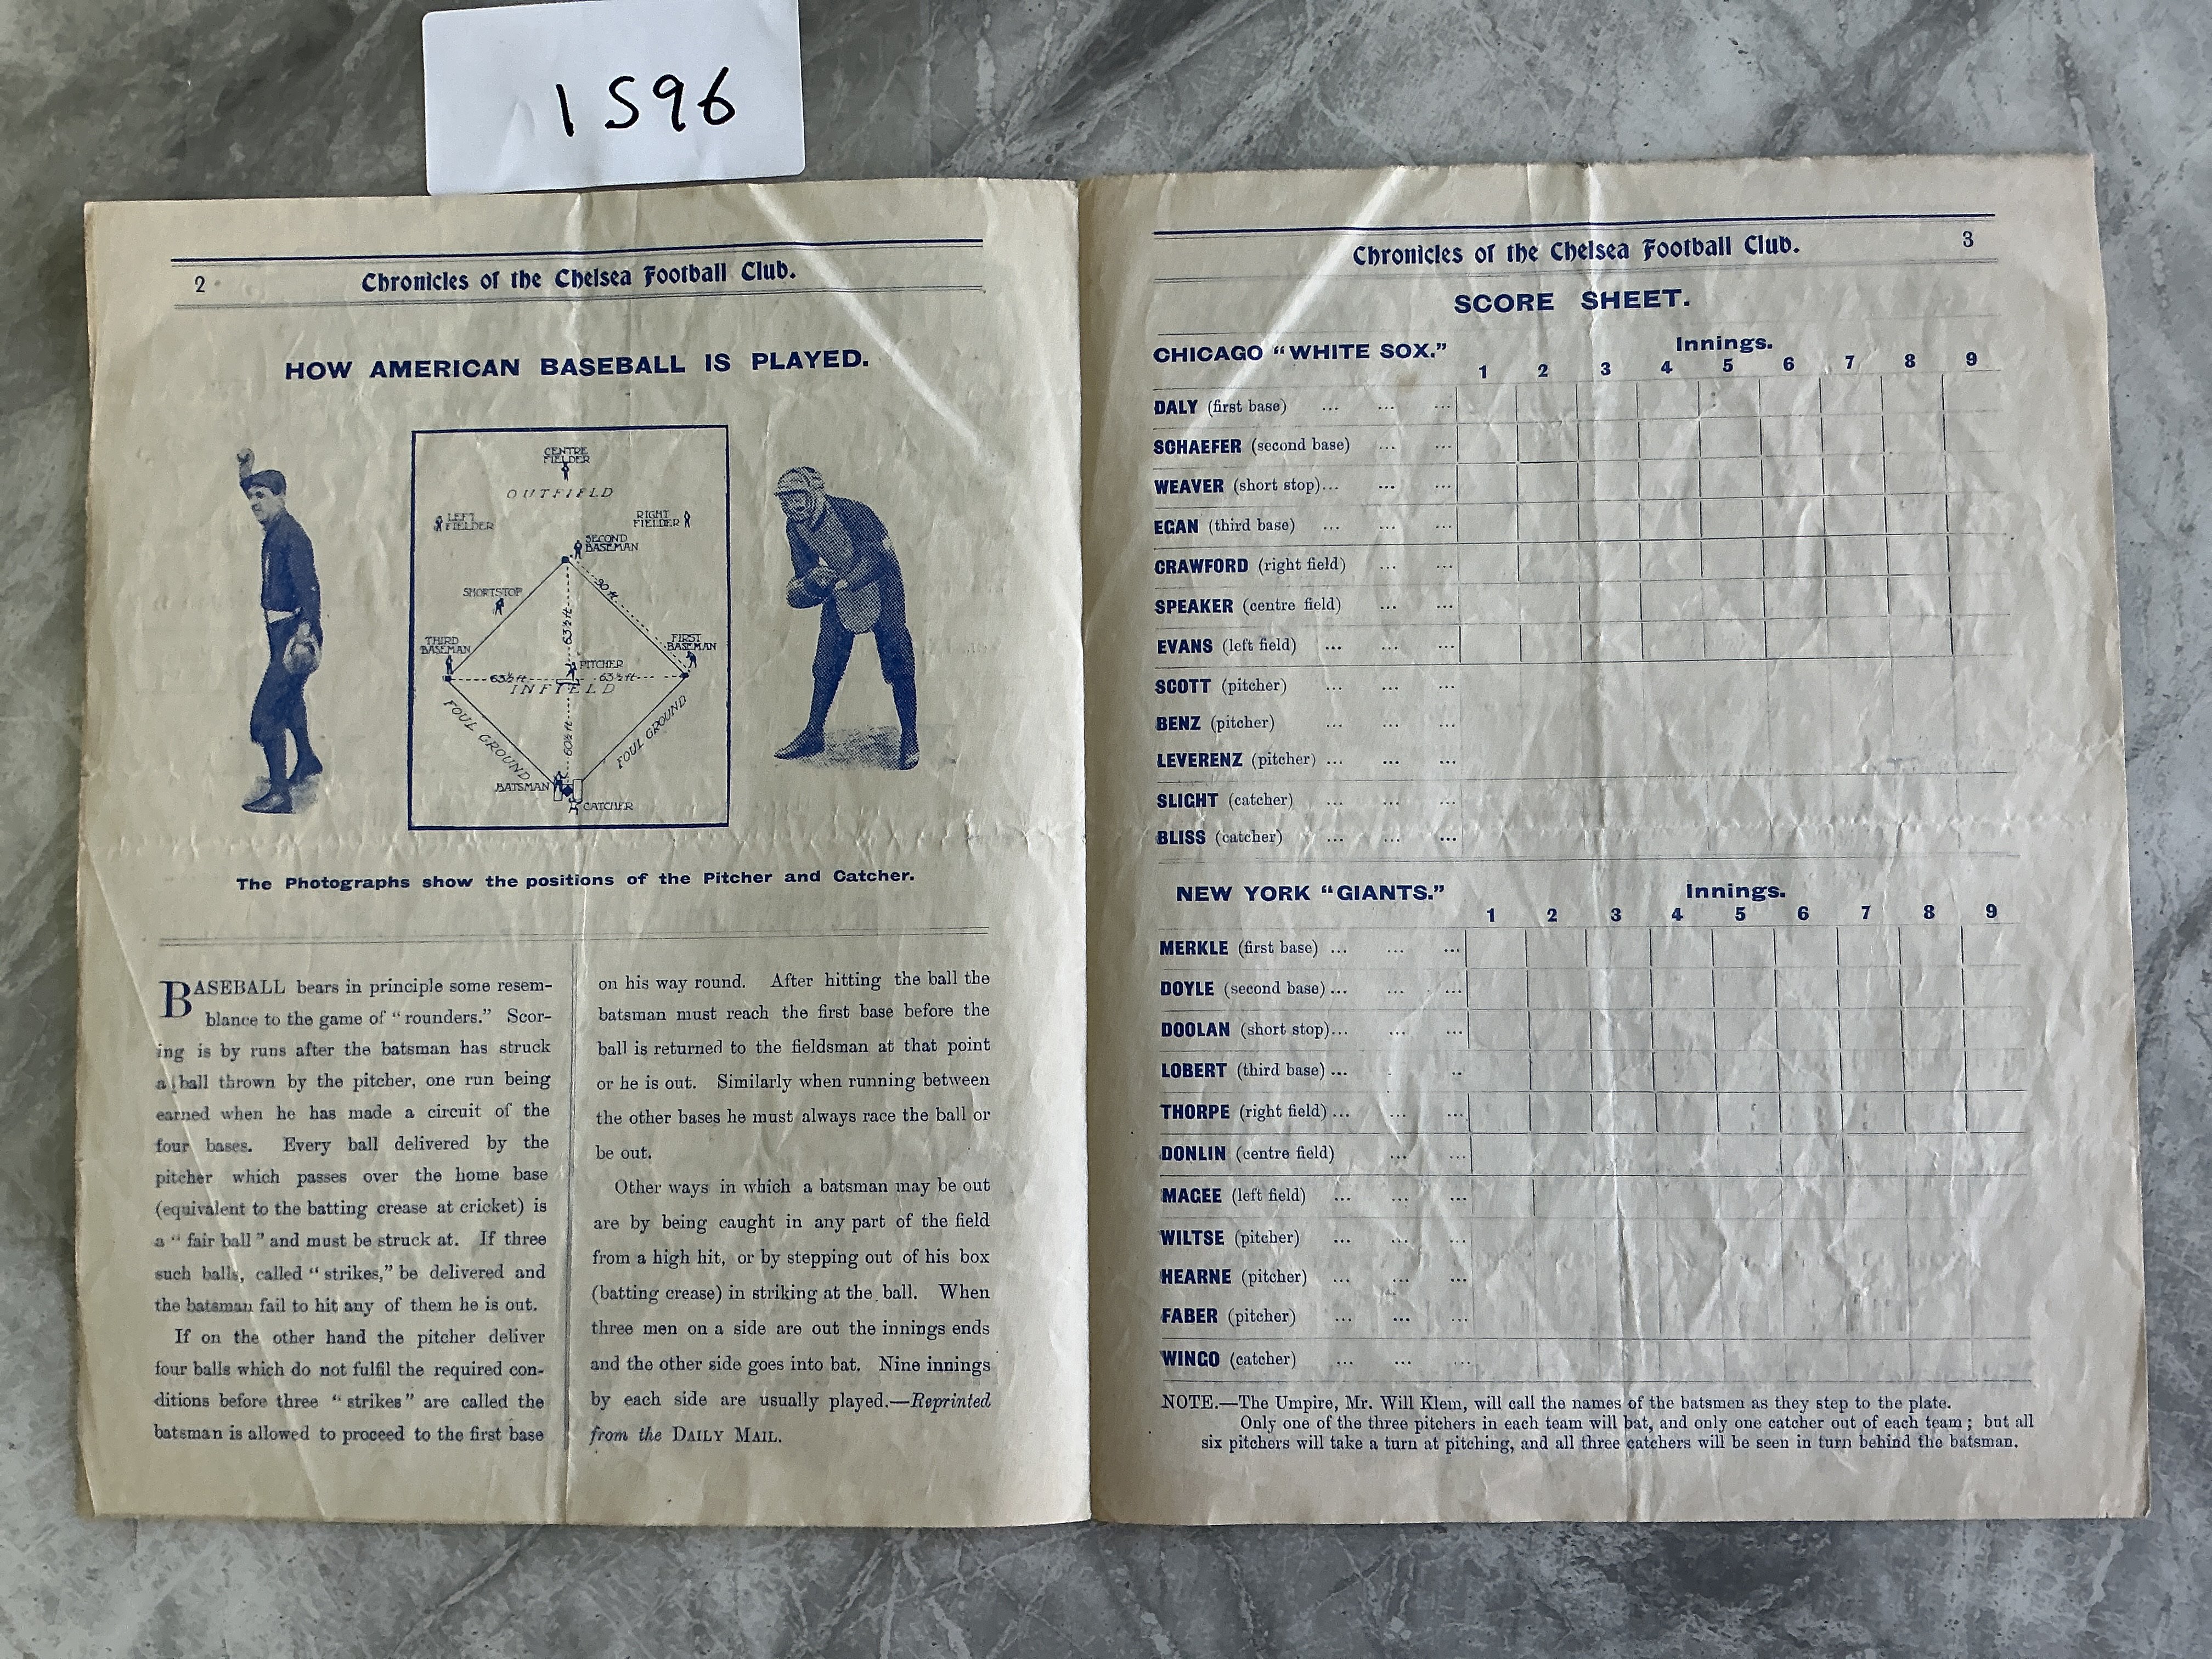 1596
2
Chronicles of the Chelsea Football Club.
HOW AMERICAN BASEBALL IS PLAYED.
CENTRE
FIELDER
OUTFIELD
LEFT
FIELDER
RIGHT
FIELDER
SECOND
BASEMAN
90 ft.
SHORTSTOP
63½ft.
THIRD
BASEMAN
FIRST
BASEMAN
PITCHER
63½ft.
63½ft.
INFIELD
FOUL GROUND
60½ft.
FOUL GROUND
BATSMAN
CATCHER
The Photographs show the positions of the Pitcher and Catcher.
BASEBALL bears in principle some resem-
blance to the game of "rounders." Scor-
ing is by runs after the batsman has struck
a ball thrown by the pitcher, one run being
earned when he has made a circuit of the
four bases. Every ball delivered by the
pitcher which passes over the home base
(equivalent to the batting crease at cricket) is
a "fair ball" and must be struck at. If three
such balls, called "strikes," be delivered and
the batsman fail to hit any of them he is out.
If on the other hand the pitcher deliver
four balls which do not fulfil the required con-
ditions before three "strikes" are called the
batsman is allowed to proceed to the first base
on his way round. After hitting the ball the
batsman must reach the first base before the
ball is returned to the fieldsman at that point
or he is out. Similarly when running between
the other bases he must always race the ball or
be out.
Other ways in which a batsman may be out
are by being caught in any part of the field
from a high hit, or by stepping out of his box
(batting crease) in striking at the ball. When
three men on a side are out the innings ends
and the other side goes into bat. Nine innings
by each side are usually played.—Reprinted
from the DAILY MAIL.
Chronicles of the Chelsea Football Club. 3
SCORE SHEET.
CHICAGO "WHITE SOX." Innings.
1 2 3 4 5 6 7 8 9
DALY (first base) ... ... ...
SCHAEFER (second base) ... ...
WEAVER (short stop)... ... ...
EGAN (third base) ... ... ...
CRAWFORD (right field) ... ...
SPEAKER (centre field) ... ...
EVANS (left field) ... ... ...
SCOTT (pitcher) ... ... ...
BENZ (pitcher) ... ... ...
LEVERENZ (pitcher) ... ... ...
SLIGHT (catcher) ... ... ...
BLISS (catcher) ... ... ...
NEW YORK "GIANTS." Innings.
1 2 3 4 5 6 7 8 9
MERKLE (first base) ... ... ...
DOYLE (second base) ... ... ...
DOOLAN (short stop)... ... ...
LOBERT (third base) ... . ..
THORPE (right field) ... ... ...
DONLIN (centre field) ... ...
MAGEE (left field) ... ... ...
WILTSE (pitcher) ... ... ...
HEARNE (pitcher) ... ... ...
FABER (pitcher) ... ... ...
WINGO (catcher) ... ... ...
NOTE.—The Umpire, Mr. Will Klem, will call the names of the batsmen as they step to the plate.
Only one of the three pitchers in each team will bat, and only one catcher out of each team; but all
six pitchers will take a turn at pitching, and all three catchers will be seen in turn behind the batsman.